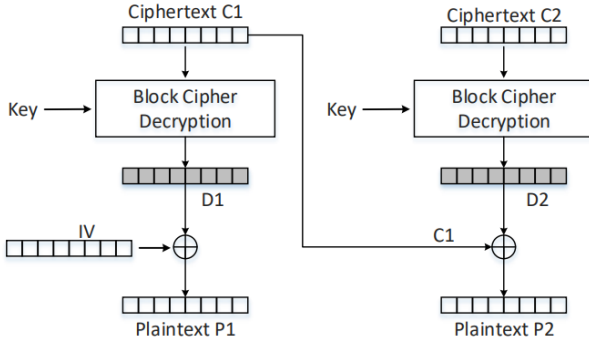 Ciphertext C1
Ciphertext C2
Key
Block Cipher
Decryption
Key
Block Cipher
Decryption
D1
D2
IV
C1
Plaintext P1
Plaintext P2